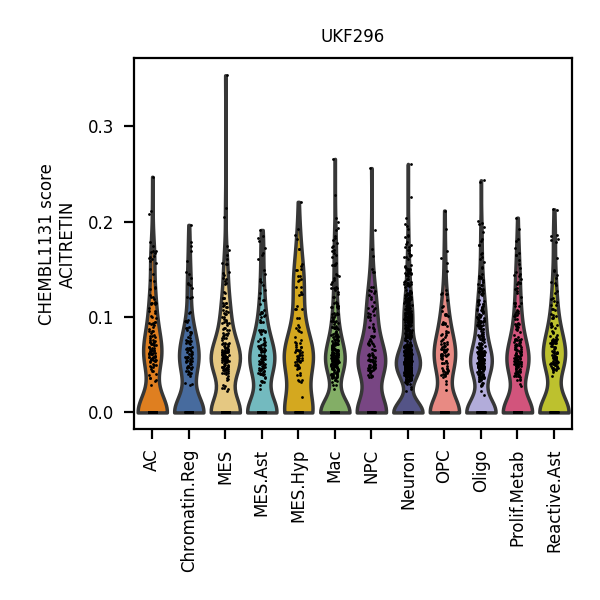 UKF296
CHEMBL1131 score
ACITRETIN
0.3
0.2
0.1
0.0
AC
Chromatin.Reg
MES
MES.Ast
MES.Hyp
Mac
NPC
Neuron
OPC
Oligo
Prolif.Metab
Reactive.Ast